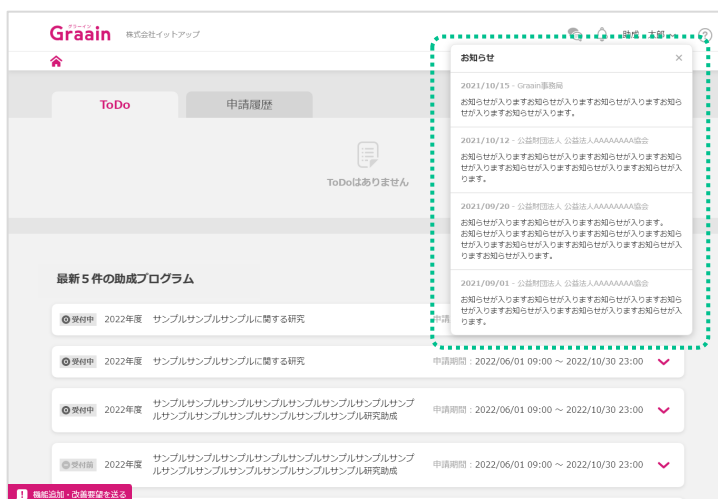 グラーイン
Graain 株式会社イットアップ
助成 太郎
?
お知らせ ×
2021/10/15 - Graain事務局
お知らせが入りますお知らせが入りますお知らせが入りますお知ら
せが入りますお知らせが入ります。
2021/10/12 - 公益財団法人 公益法人AAAAAAAA協会
お知らせが入りますお知らせが入りますお知らせが入りますお知ら
せが入りますお知らせが入りますお知らせが入りますお知らせが入
ります。
2021/09/20 - 公益財団法人 公益法人AAAAAAAA協会
お知らせが入りますお知らせが入りますお知らせが入ります。
お知らせが入りますお知らせが入りますお知らせが入りますお知ら
せが入りますお知らせが入りますお知らせが入りますお知らせが入
りますお知らせが入ります。
2021/09/01 - 公益財団法人 公益法人AAAAAAAA協会
お知らせが入りますお知らせが入りますお知らせが入りますお知ら
せが入りますお知らせが入りますお知らせが入りますお知らせが入
ります。
ToDo 申請履歴
ToDoはありません
最新５件の助成プログラム
受付中 2022年度 サンプルサンプルサンプルに関する研究 申請
受付中 2022年度 サンプルサンプルサンプルに関する研究 申請期間：2022/06/01 09:00 ～ 2022/10/30 23:00
受付中 2022年度 サンプルサンプルサンプルサンプルサンプルサンプルサンプルサンプ
ルサンプルサンプルサンプルサンプルサンプルサンプル研究助成 申請期間：2022/06/01 09:00 ～ 2022/10/30 23:00
受付前 2022年度 サンプルサンプルサンプルサンプルサンプルサンプルサンプルサンプ
ルサンプルサンプルサンプルサンプルサンプルサンプル研究助成 申請期間：2022/06/01 09:00 ～ 2022/10/30 23:00
! 機能追加・改善要望を送る